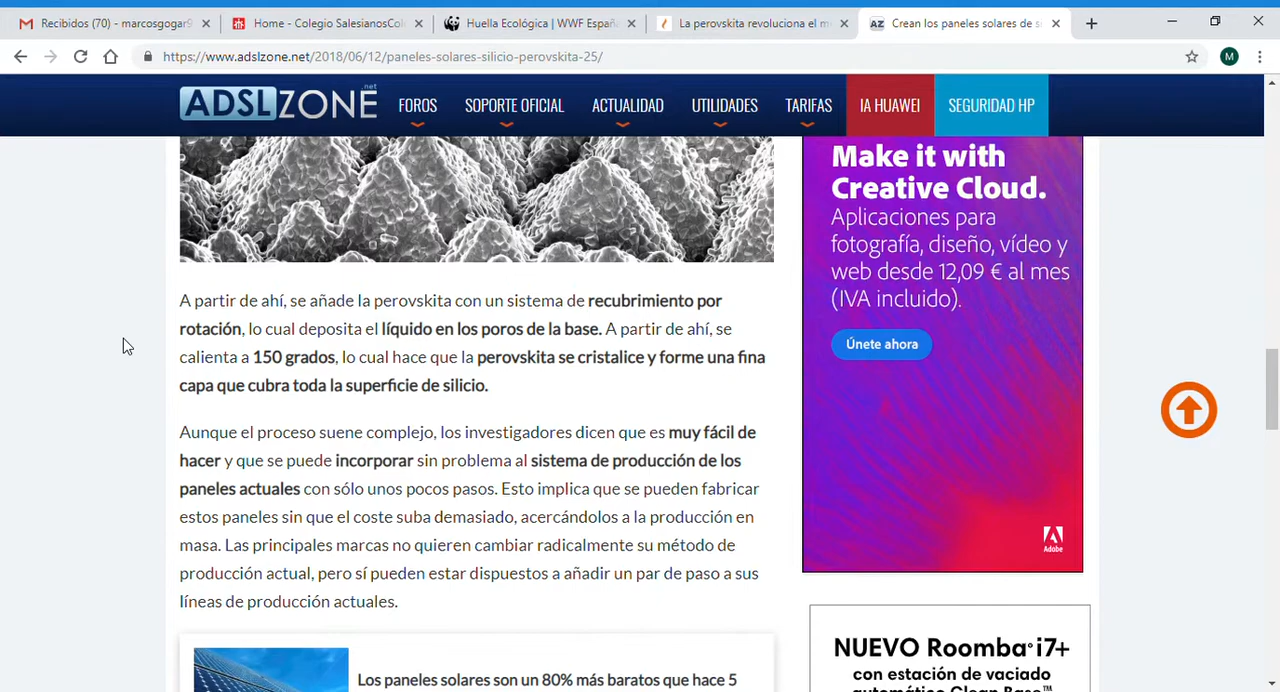 Recibidos (70) - marcosgogar9
Home - Colegio SalesianosCol
Huella Ecológica | WWF Españ
La perovskita revoluciona el m
AZ Crean los paneles solares de s
https://www.adslzone.net/2018/06/12/paneles-solares-silicio-perovskita-25/
M
ADSLZONE .net
FOROS SOPORTE OFICIAL ACTUALIDAD UTILIDADES TARIFAS IA HUAWEI SEGURIDAD HP
A partir de ahí, se añade la perovskita con un sistema de recubrimiento por
rotación, lo cual deposita el líquido en los poros de la base. A partir de ahí, se
calienta a 150 grados, lo cual hace que la perovskita se cristalice y forme una fina
capa que cubra toda la superficie de silicio.
Aunque el proceso suene complejo, los investigadores dicen que es muy fácil de
hacer y que se puede incorporar sin problema al sistema de producción de los
paneles actuales con sólo unos pocos pasos. Esto implica que se pueden fabricar
estos paneles sin que el coste suba demasiado, acercándolos a la producción en
masa. Las principales marcas no quieren cambiar radicalmente su método de
producción actual, pero sí pueden estar dispuestos a añadir un par de paso a sus
líneas de producción actuales.
Los paneles solares son un 80% más baratos que hace 5
Make it with
Creative Cloud.
Aplicaciones para
fotografía, diseño, vídeo y
web desde 12,09 € al mes
(IVA incluido).
Únete ahora
Adobe
NUEVO Roomba® i7+
con estación de vaciado
automático Clean Base™